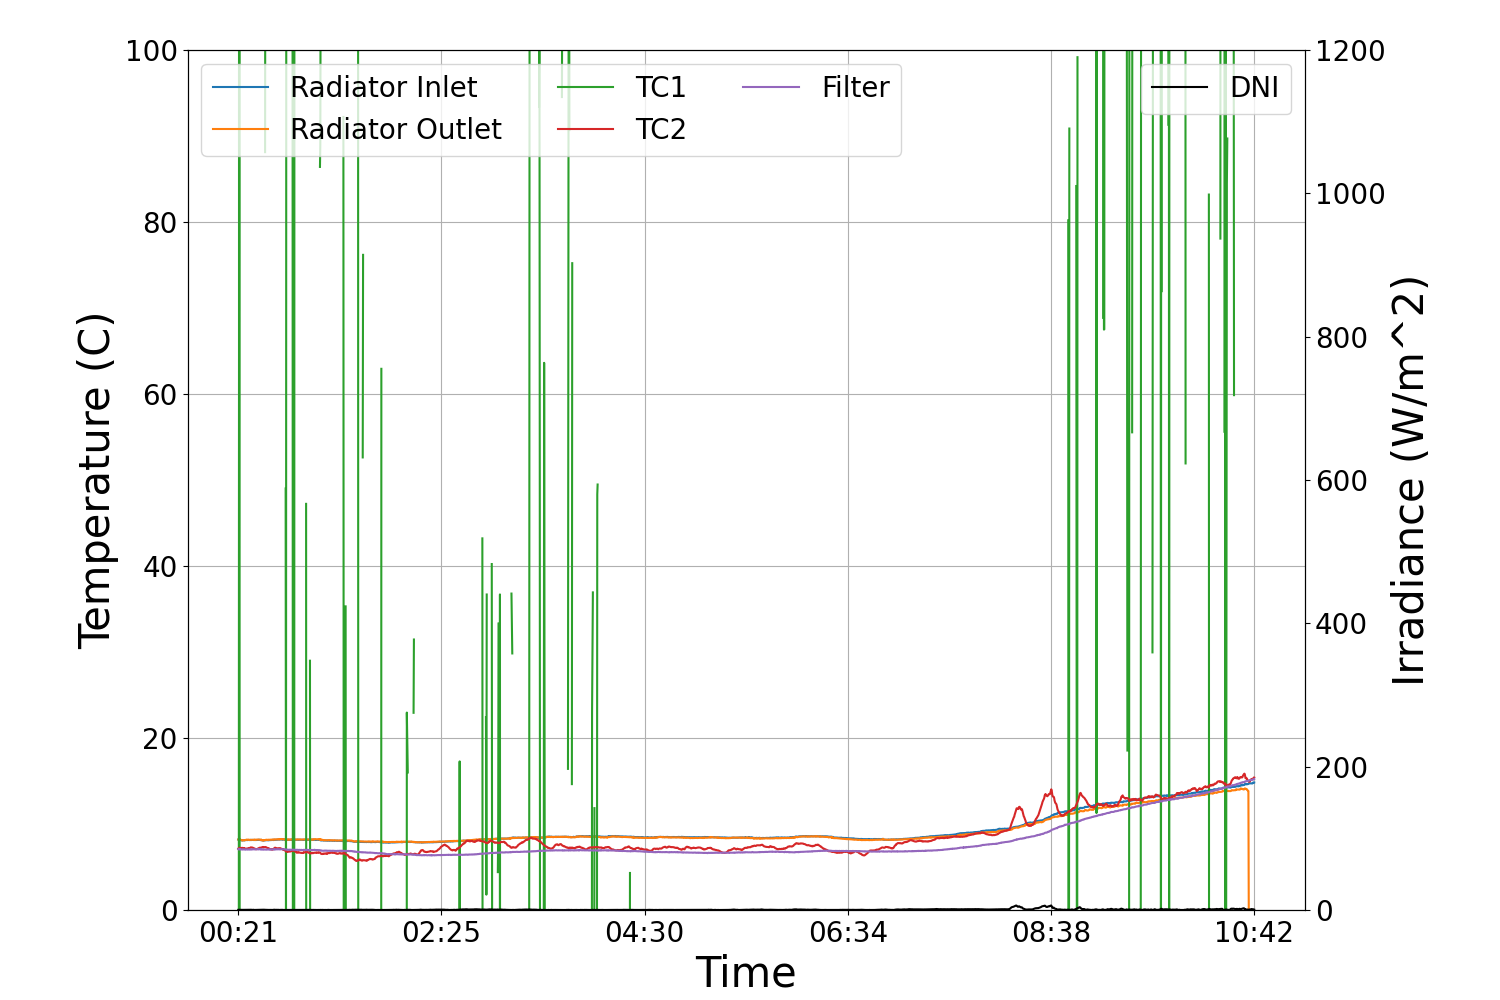 Radiator Inlet
Radiator Outlet
TC1
TC2
Filter
DNI
Temperature (C)
100
80
60
40
20
0
1200
1000
800
600
400
200
0
Irradiance (W/m^2)
00:21 02:25 04:30 06:34 08:38 10:42
Time